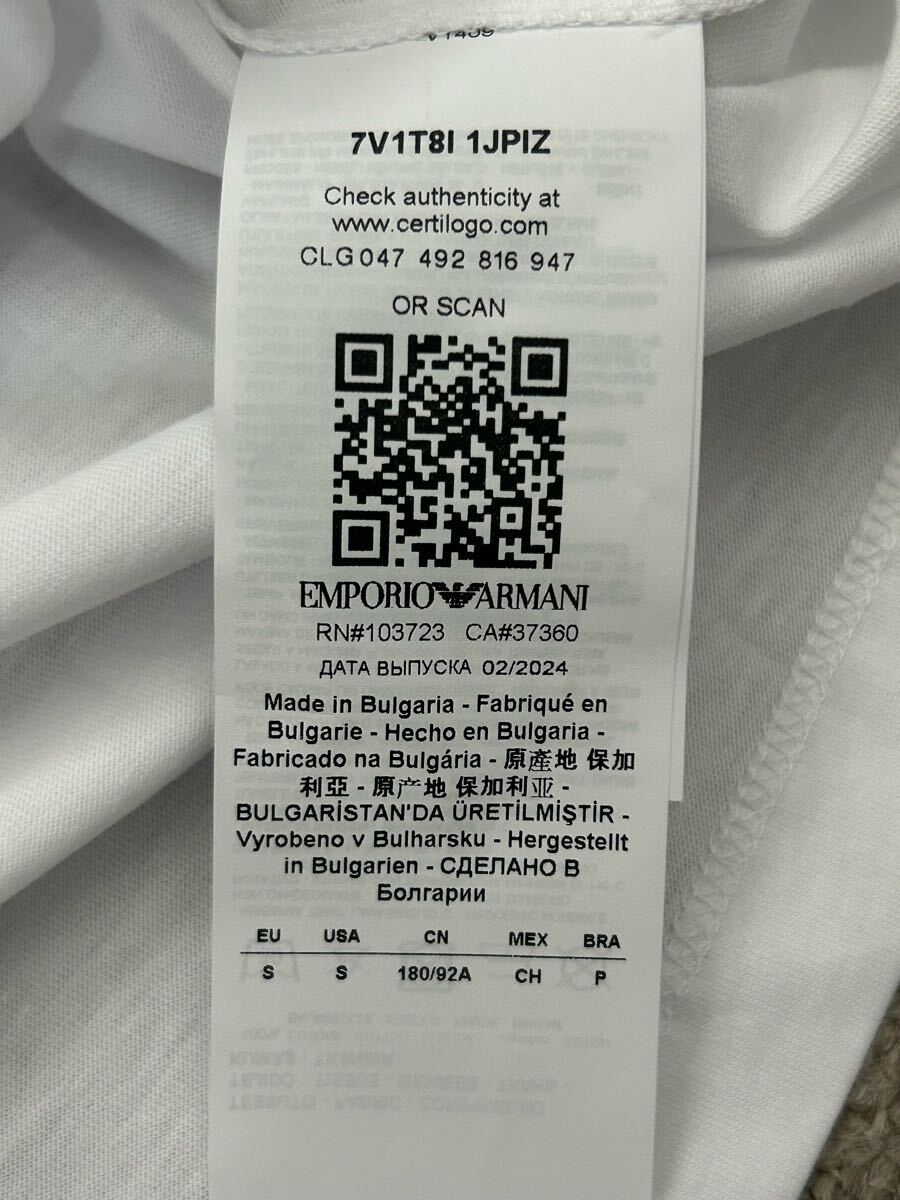 V1459
7V1T8I 1JPIZ
Check authenticity at
www.certilogo.com
CLG 047 492 816 947
OR SCAN
EMPORIO ARMANI
RN#103723 CA#37360
ДАТА ВЫПУСКА 02/2024
Made in Bulgaria - Fabriqué en
Bulgarie - Hecho en Bulgaria -
Fabricado na Bulgária - 原產地 保加
利亞 - 原产地 保加利亚 -
BULGARİSTAN'DA ÜRETİLMİŞTİR -
Vyrobeno v Bulharsku - Hergestellt
in Bulgarien - СДЕЛАНО В
Болгарии
EU USA CN MEX BRA
S S 180/92A CH P